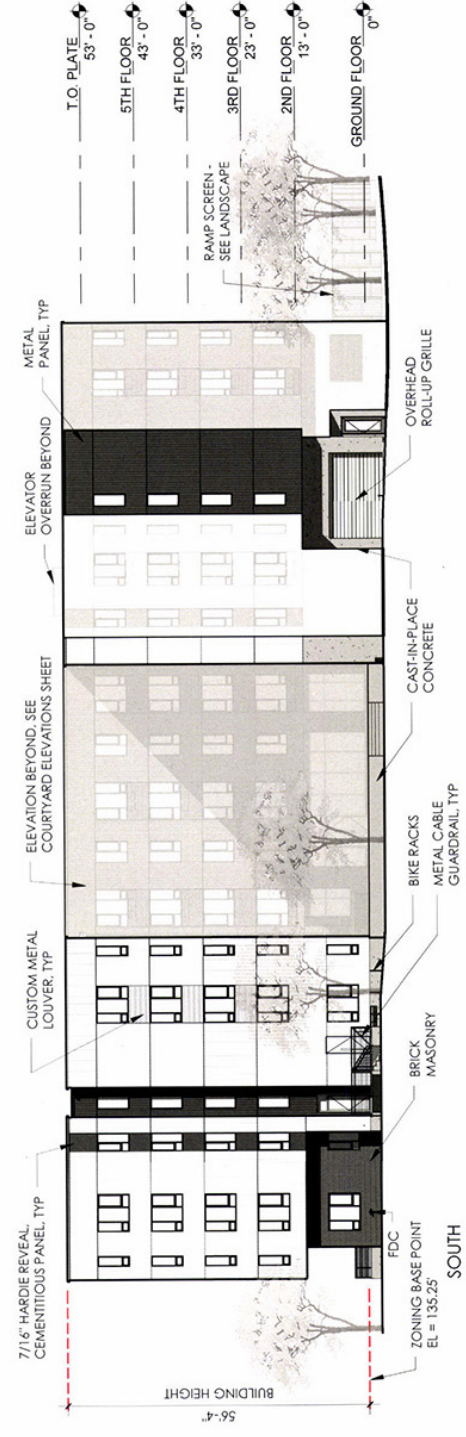 7/16" HARDIE REVEAL,
CEMENTITIOUS PANEL, TYP
CUSTOM METAL
LOUVER, TYP
ELEVATION BEYOND, SEE
COURTYARD ELEVATIONS SHEET
ELEVATOR
OVERRUN BEYOND
METAL
PANEL, TYP
T.O. PLATE
53' - 0"
5TH FLOOR
43' - 0"
4TH FLOOR
33' - 0"
3RD FLOOR
23' - 0"
2ND FLOOR
13' - 0"
GROUND FLOOR
0"
RAMP SCREEN -
SEE LANDSCAPE
BUILDING HEIGHT
56'-4"
ZONING BASE POINT
EL = 135.25'
FDC
BRICK
MASONRY
BIKE RACKS
METAL CABLE
GUARDRAIL, TYP
CAST-IN-PLACE
CONCRETE
OVERHEAD
ROLL-UP GRILLE
SOUTH